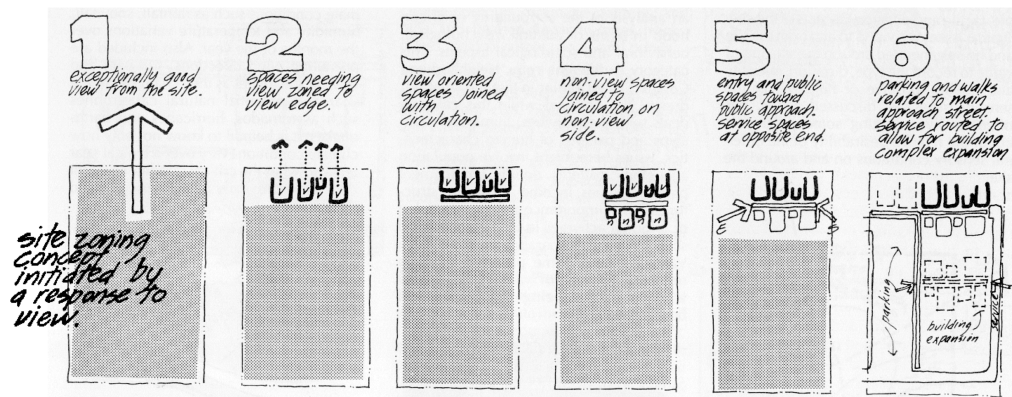 1
exceptionally good
view from the site.
site zoning
concept
initiated by
a response to
view.
2
spaces needing
view zoned to
view edge.
3
view oriented
spaces joined
with
circulation.
4
non-view spaces
joined to
circulation on
non-view
side.
5
entry and public
spaces toward
public approach.
service spaces
at opposite end.
E
6
parking and walks
related to main
approach street.
service routed to
allow for building
complex expansion
parking
building
expansion
service